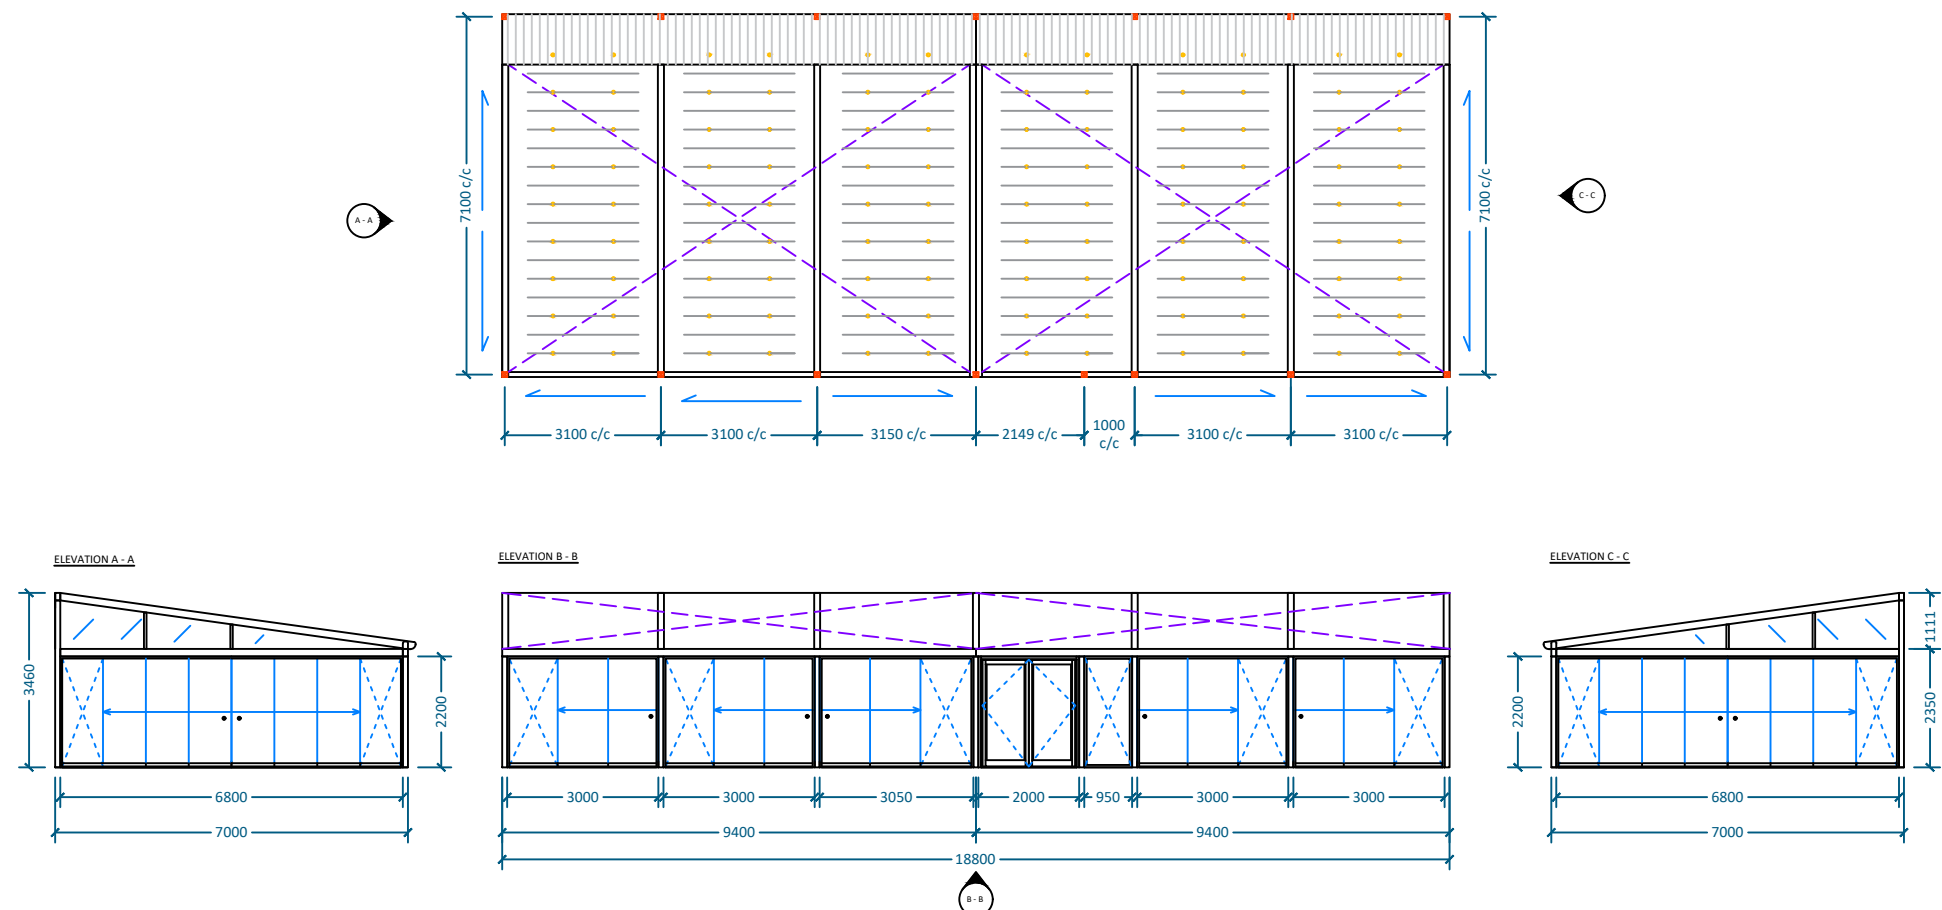 7100 c/c
7100 c/c
A - A
C - C
3100 c/c
3100 c/c
3150 c/c
2149 c/c
1000
c/c
3100 c/c
3100 c/c
ELEVATION A - A
3460
2200
6800
7000
ELEVATION B - B
3000
3000
3050
2000
950
3000
3000
9400
9400
18800
B - B
ELEVATION C - C
1111
2350
2200
6800
7000